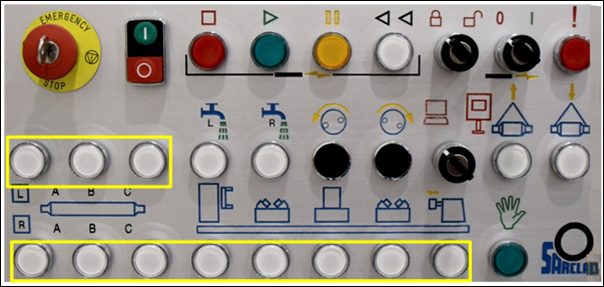 EMERGENCY
STOP
I
O
0 I !
L R
L A B C
R A B C
SARCLAD